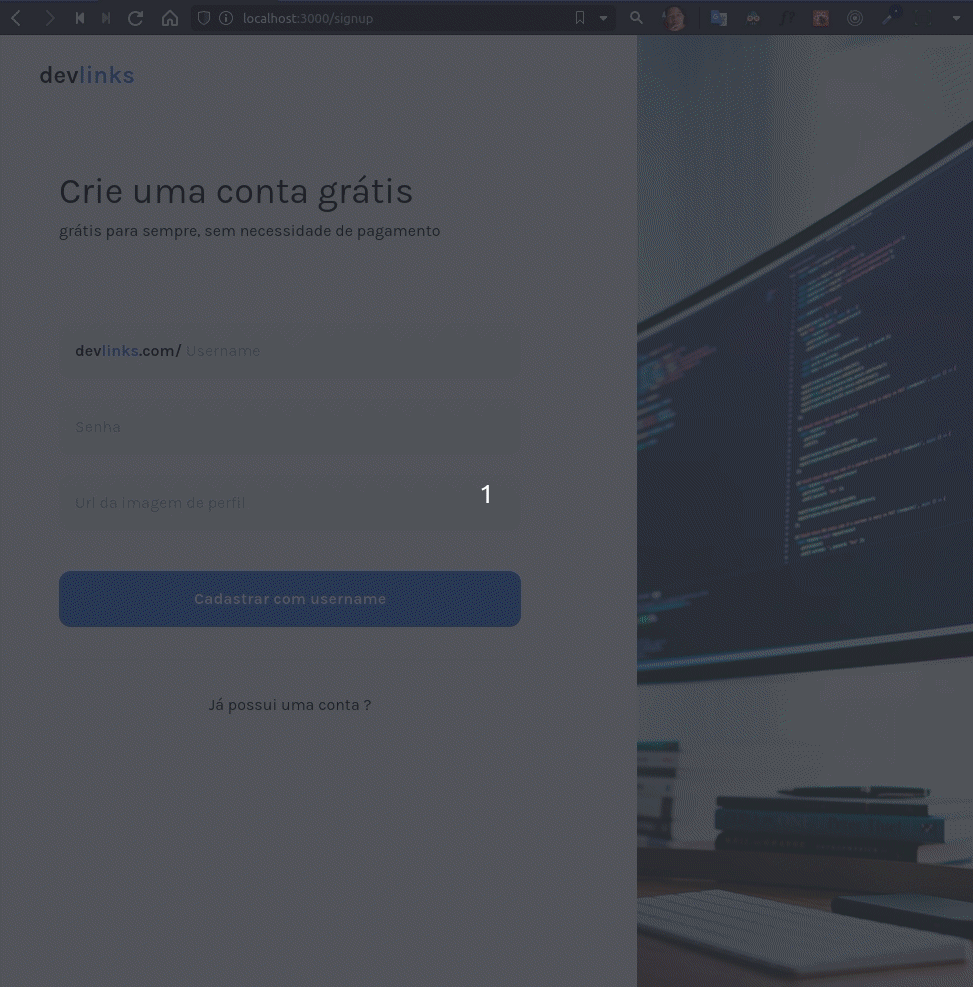 localhost:3000/signup
devlinks
Crie uma conta grátis
grátis para sempre, sem necessidade de pagamento
devlinks.com/ Username
Senha
Url da imagem de perfil
1
Cadastrar com username
Já possui uma conta ?